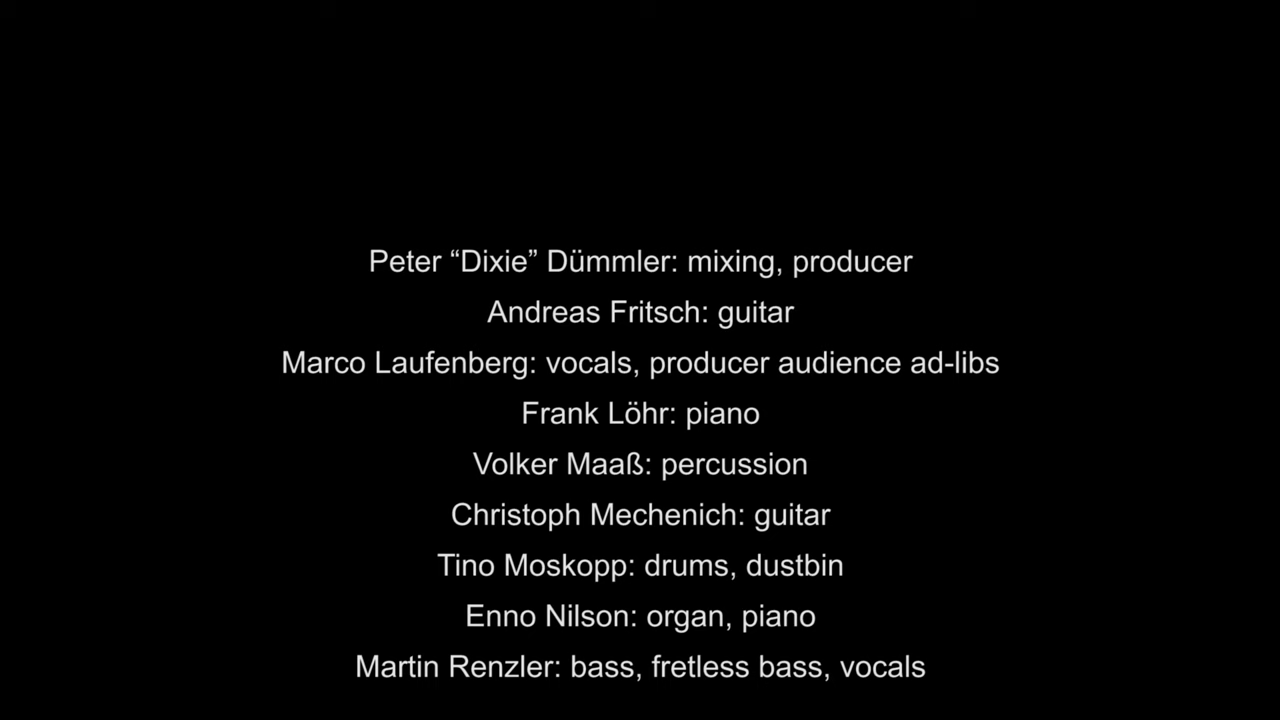 Peter “Dixie” Dümmler: mixing, producer
Andreas Fritsch: guitar
Marco Laufenberg: vocals, producer audience ad-libs
Frank Löhr: piano
Volker Maaß: percussion
Christoph Mechenich: guitar
Tino Moskopp: drums, dustbin
Enno Nilson: organ, piano
Martin Renzler: bass, fretless bass, vocals